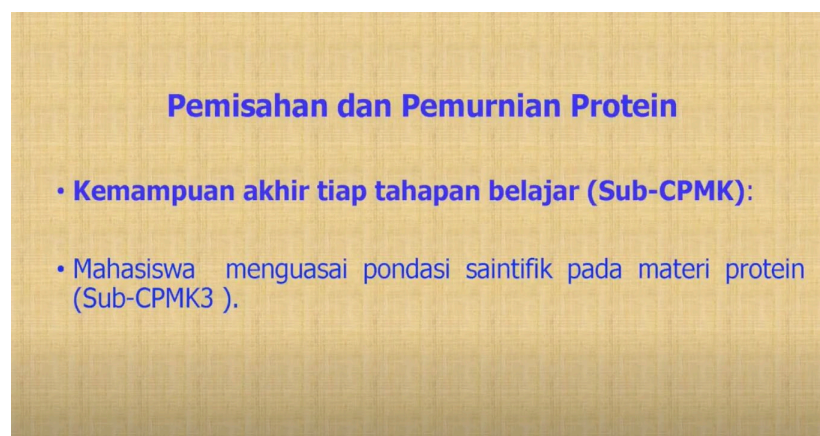 Pemisahan dan Pemurnian Protein
• Kemampuan akhir tiap tahapan belajar (Sub-CPMK):
• Mahasiswa menguasai pondasi saintifik pada materi protein
(Sub-CPMK3 ).